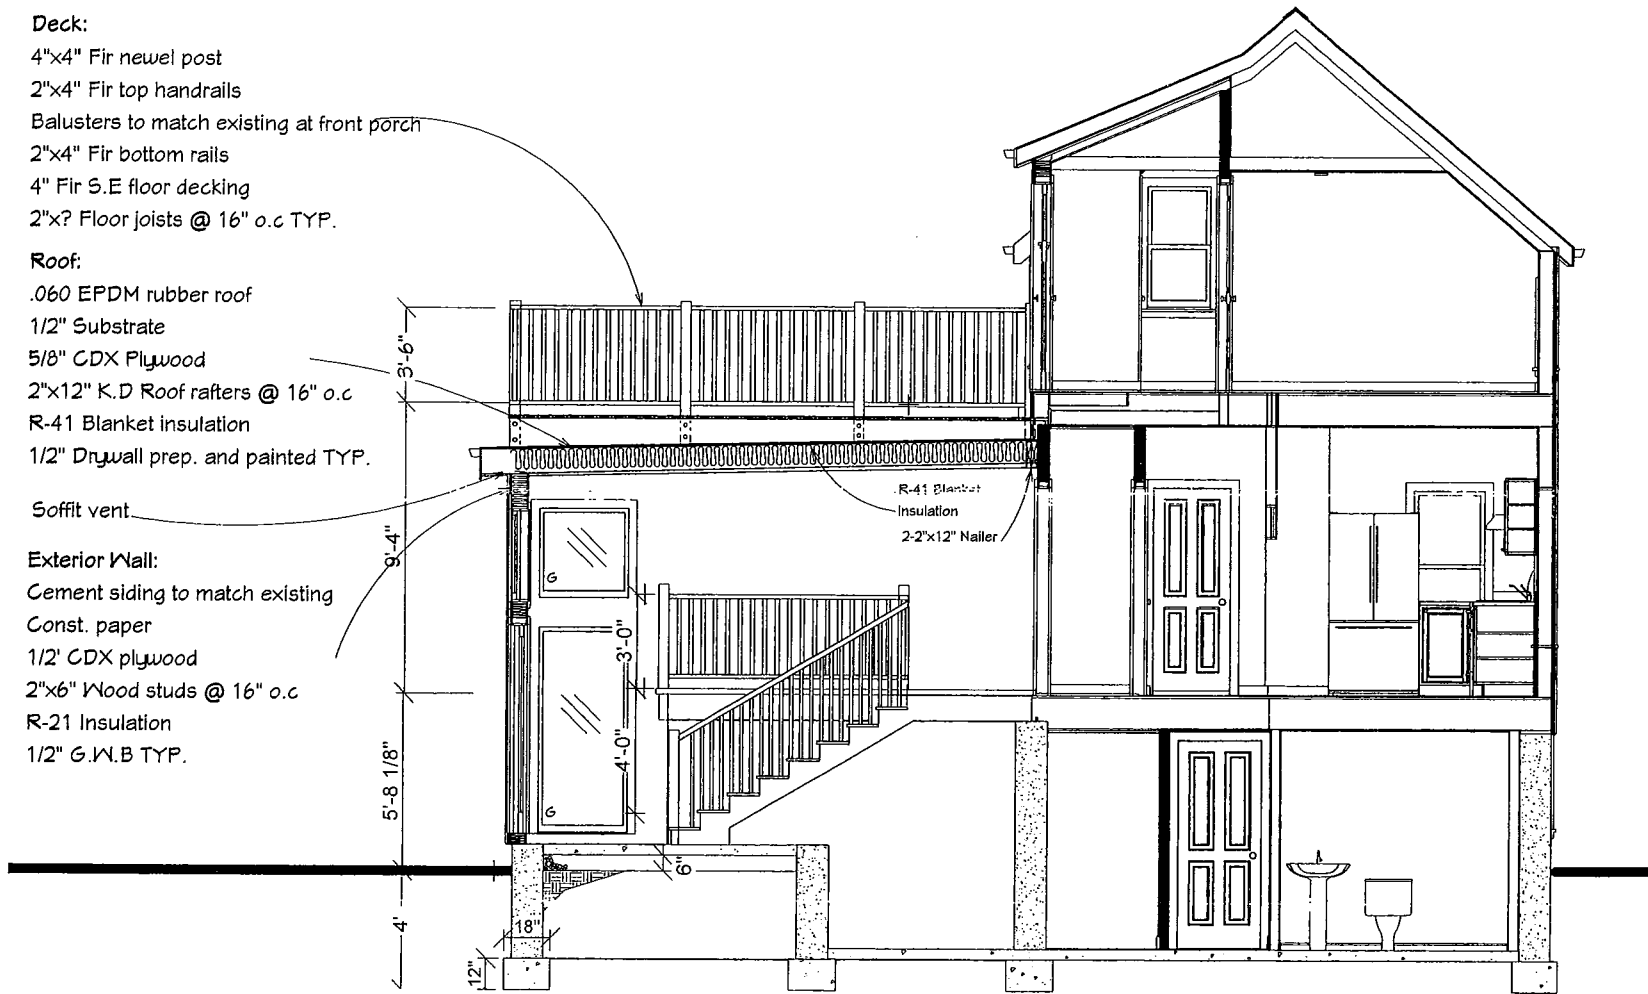 Deck:
4"x4" Fir newel post
2"x4" Fir top handrails
Balusters to match existing at front porch
2"x4" Fir bottom rails
4" Fir S.E floor decking
2"x? Floor joists @ 16" o.c TYP.
Roof:
.060 EPDM rubber roof
1/2" Substrate
5/8" CDX Plywood
2"x12" K.D Roof rafters @ 16" o.c
R-41 Blanket insulation
1/2" Drywall prep. and painted TYP.
Soffit vent
Exterior Wall:
Cement siding to match existing
Const. paper
1/2' CDX plywood
2"x6" Wood studs @ 16" o.c
R-21 Insulation
1/2" G.W.B TYP.
3'-6"
9'-4"
5'-8 1/8"
4'
12"
18"
6"
3'-0"
4'-0"
G
G
R-41 Blanket
Insulation
2-2"x12" Nailer